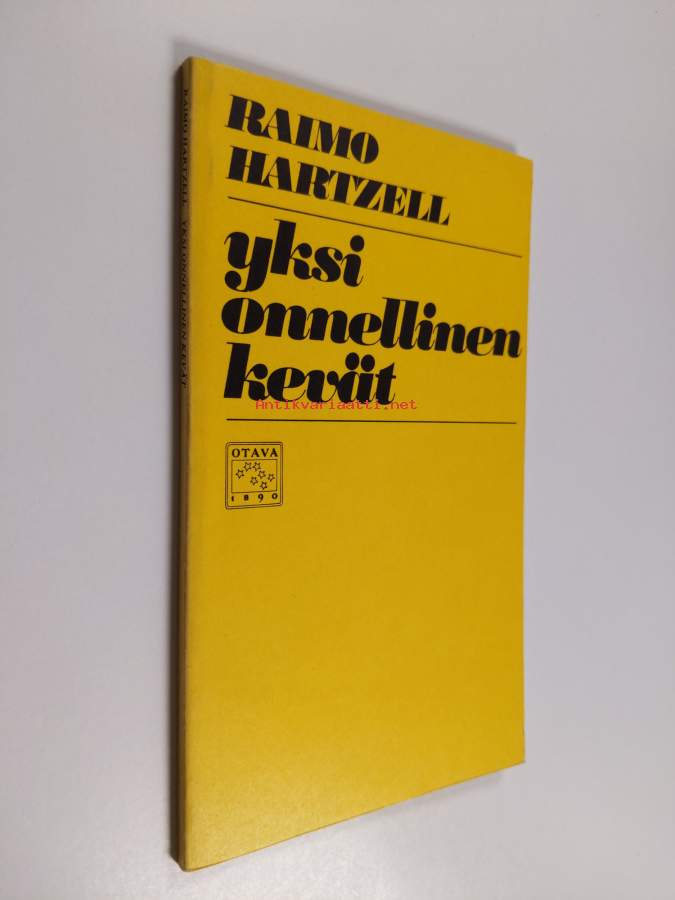 RAIMO
HARTZELL
yksi
onnellinen
kevät
Antikvariaatti.net
OTAVA
1890
RAIMO HARTZELL YKSI ONNELLINEN KEVÄT